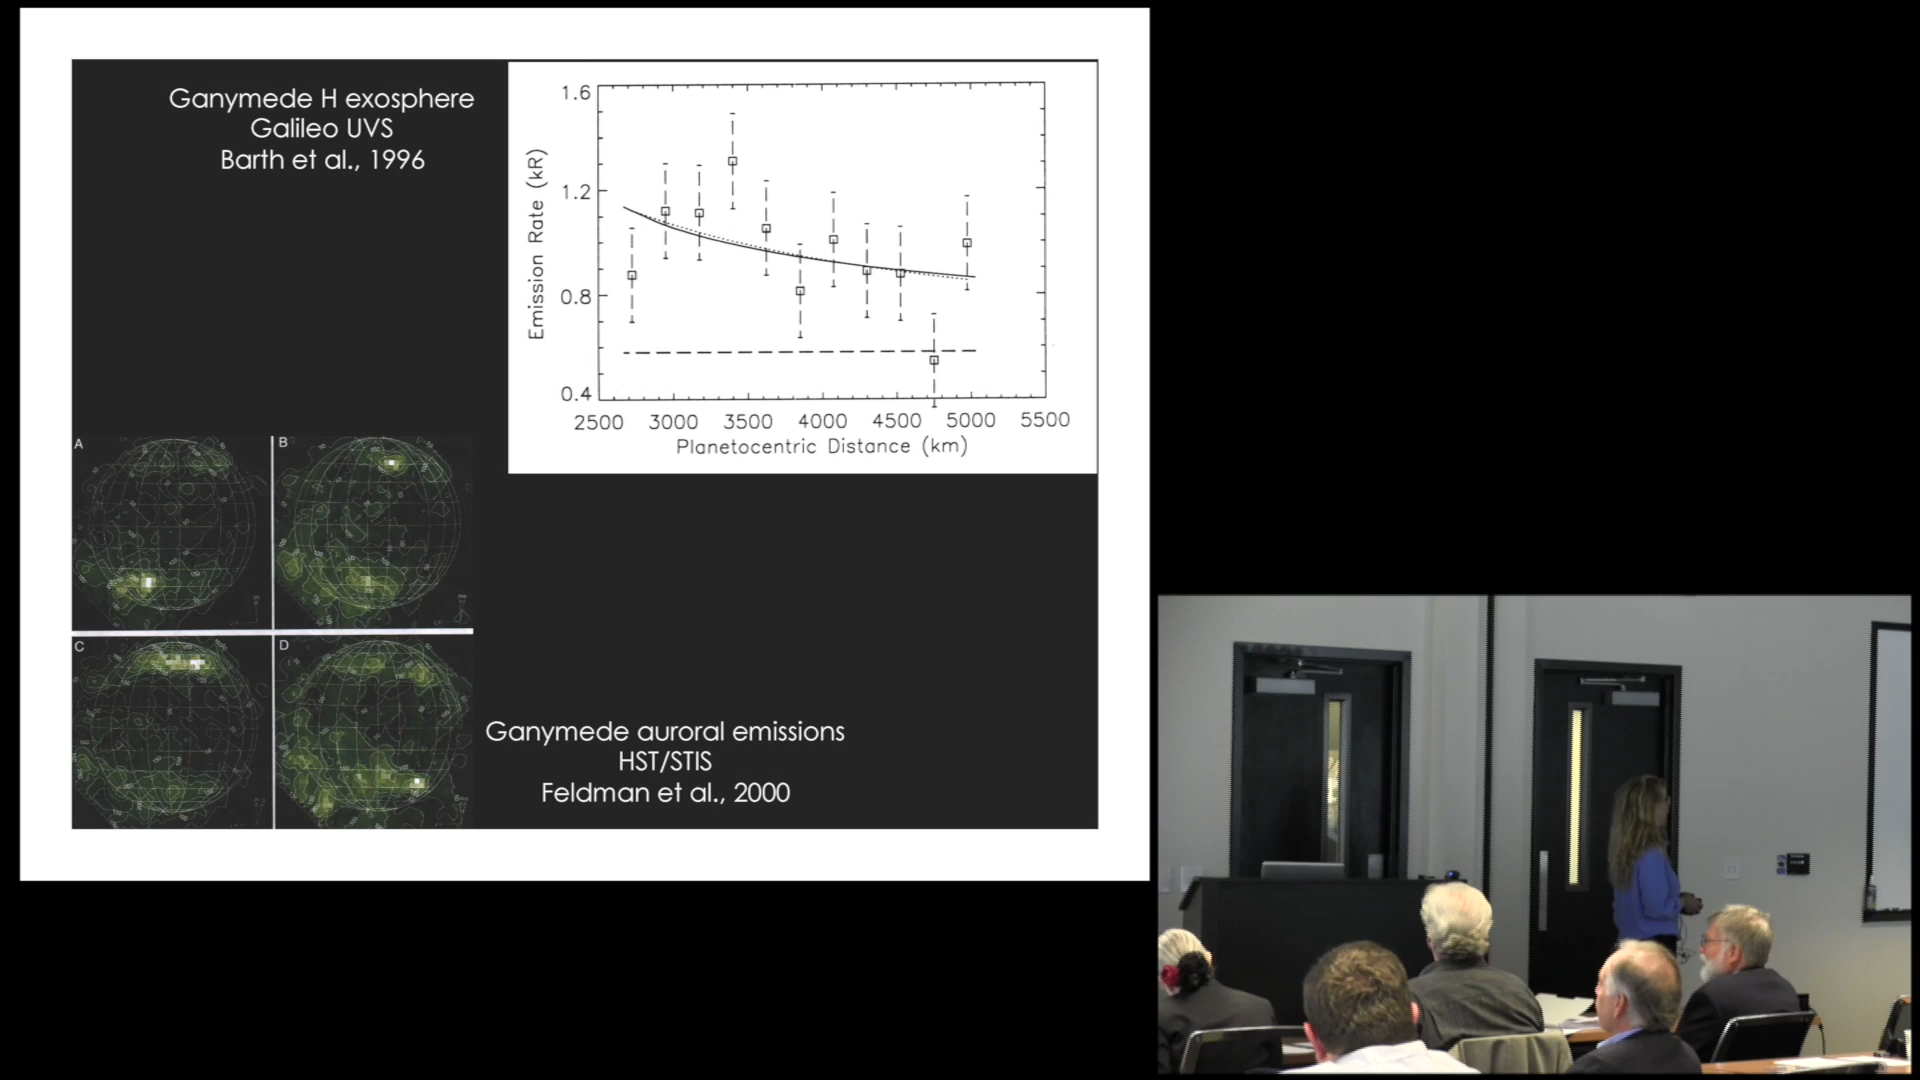 Ganymede H exosphere
Galileo UVS
Barth et al., 1996
1.6
1.2
0.8
0.4
Emission Rate (kR)
2500 3000 3500 4000 4500 5000 5500
Planetocentric Distance (km)
A
B
C
D
Ganymede auroral emissions
HST/STIS
Feldman et al., 2000